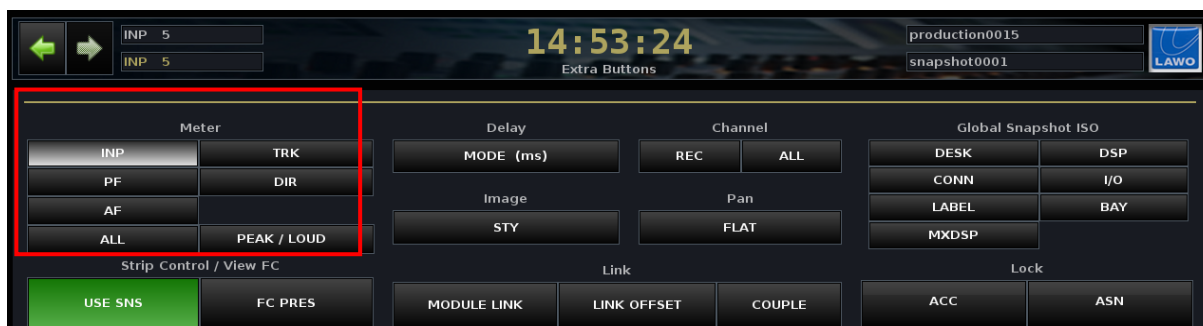 INP 5
INP 5
14:53:24
Extra Buttons
production0015
snapshot0001
LAWO
Meter
INP TRK
PF DIR
AF
ALL PEAK / LOUD
Delay
MODE (ms)
Channel
REC ALL
Image
STY
Pan
FLAT
Global Snapshot ISO
DESK DSP
CONN I/O
LABEL BAY
MXDSP
Strip Control / View FC
USE SNS FC PRES
Link
MODULE LINK LINK OFFSET COUPLE
Lock
ACC ASN